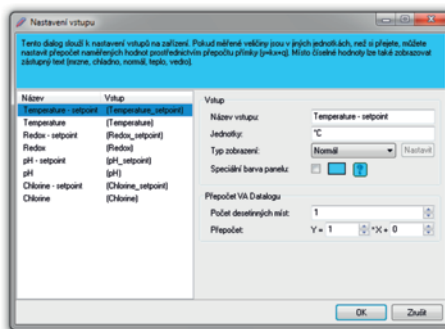 Nastavení vstupu
Tento dialog slouží k nastavení vstupů na zařízení. Pokud měřené veličiny jsou v jiných jednotkách, než si přejete, můžete
nastavit přepočet naměřených hodnot prostřednictvím přepočtu přímky (y=kx+q). Místo číselné hodnoty lze také zobrazovat
zástupný text (mrzne, chladno, normál, teplo, vedro).
Název Vstup
Temperature - setpoint (Temperature_setpoint)
Temperature (Temperature)
Redox - setpoint (Redox_setpoint)
Redox (Redox)
pH - setpoint (pH_setpoint)
pH (pH)
Chlorine - setpoint (Chlorine_setpoint)
Chlorine (Chlorine)
Vstup
Název vstupu: Temperature - setpoint
Jednotky: °C
Typ zobrazení: Normál Nastavit
Speciální barva panelu: ?
Přepočet VA Datalogu
Počet desetinných míst: 1
Přepočet: Y = 1 *X + 0
OK Zrušit